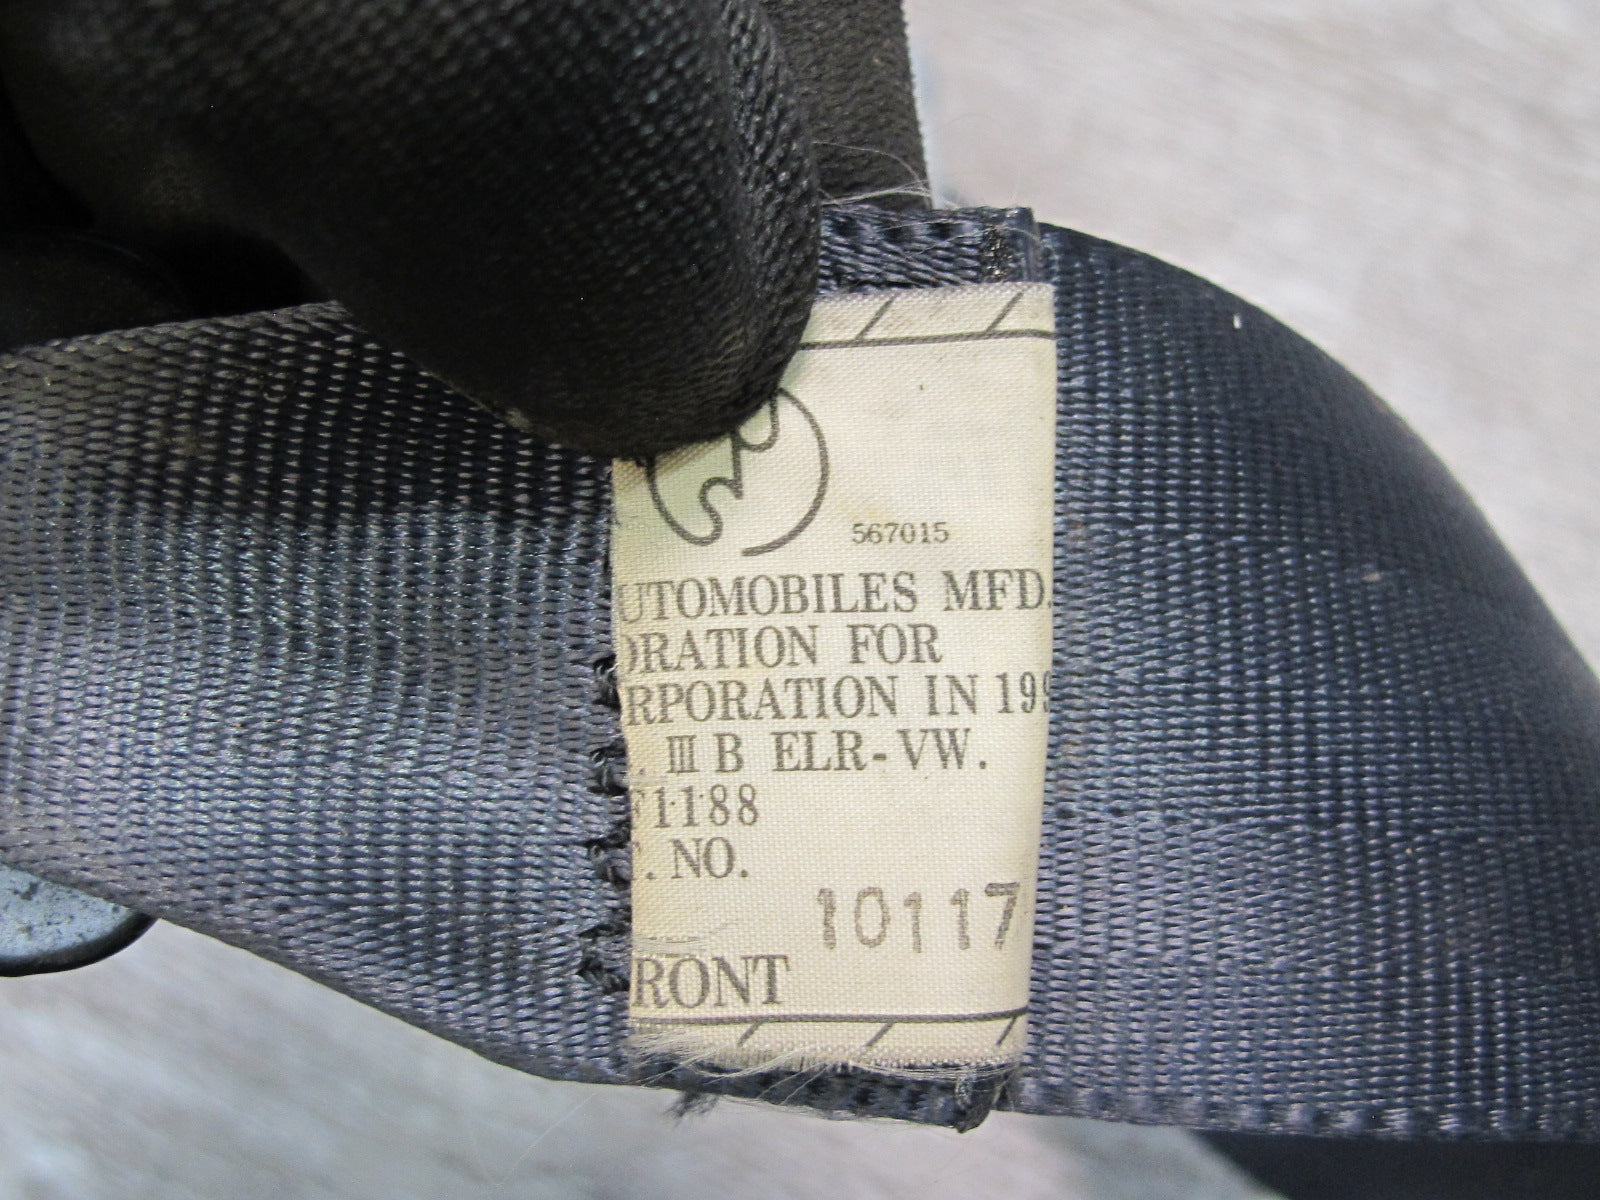 567015
UTOMOBILES MFD.
ORATION FOR
RPORATION IN 199
. III B ELR-VW.
F1188
. NO.
10117
RONT